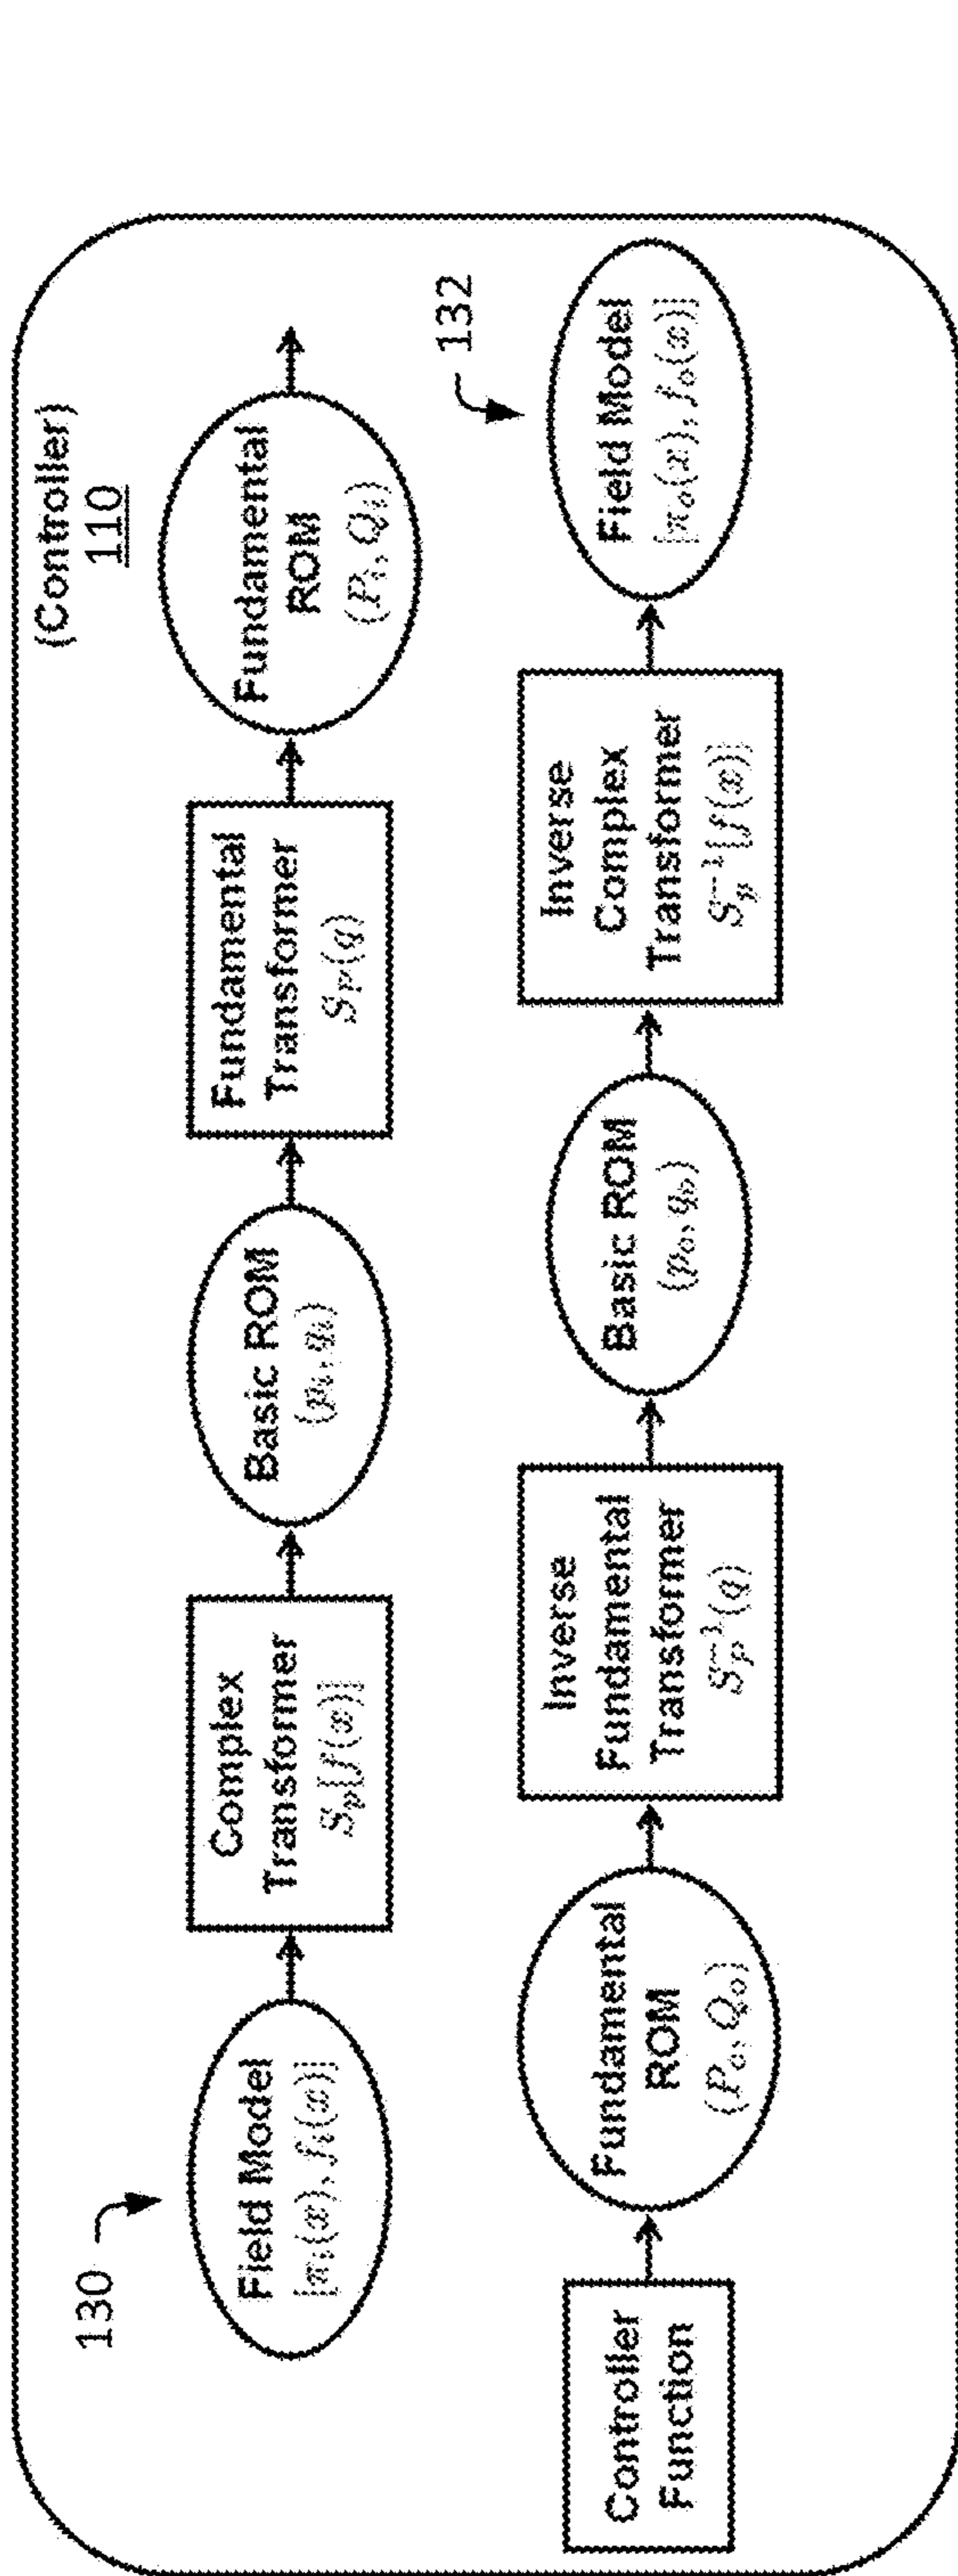 (Controller)
110
130
Field Model
[π_i(x), f_i(x)]
Complex
Transformer
S_p[f(x)]
Basic ROM
(p_i, q_i)
Fundamental
Transformer
S_P(q)
Fundamental
ROM
(P_i, Q_i)
Controller
Function
Fundamental
ROM
(P_o, Q_o)
Inverse
Fundamental
Transformer
S_P^{-1}(q)
Basic ROM
(p_o, q_o)
Inverse
Complex
Transformer
S_p^{-1}[f(x)]
132
Field Model
[π_o(x), f_o(x)]